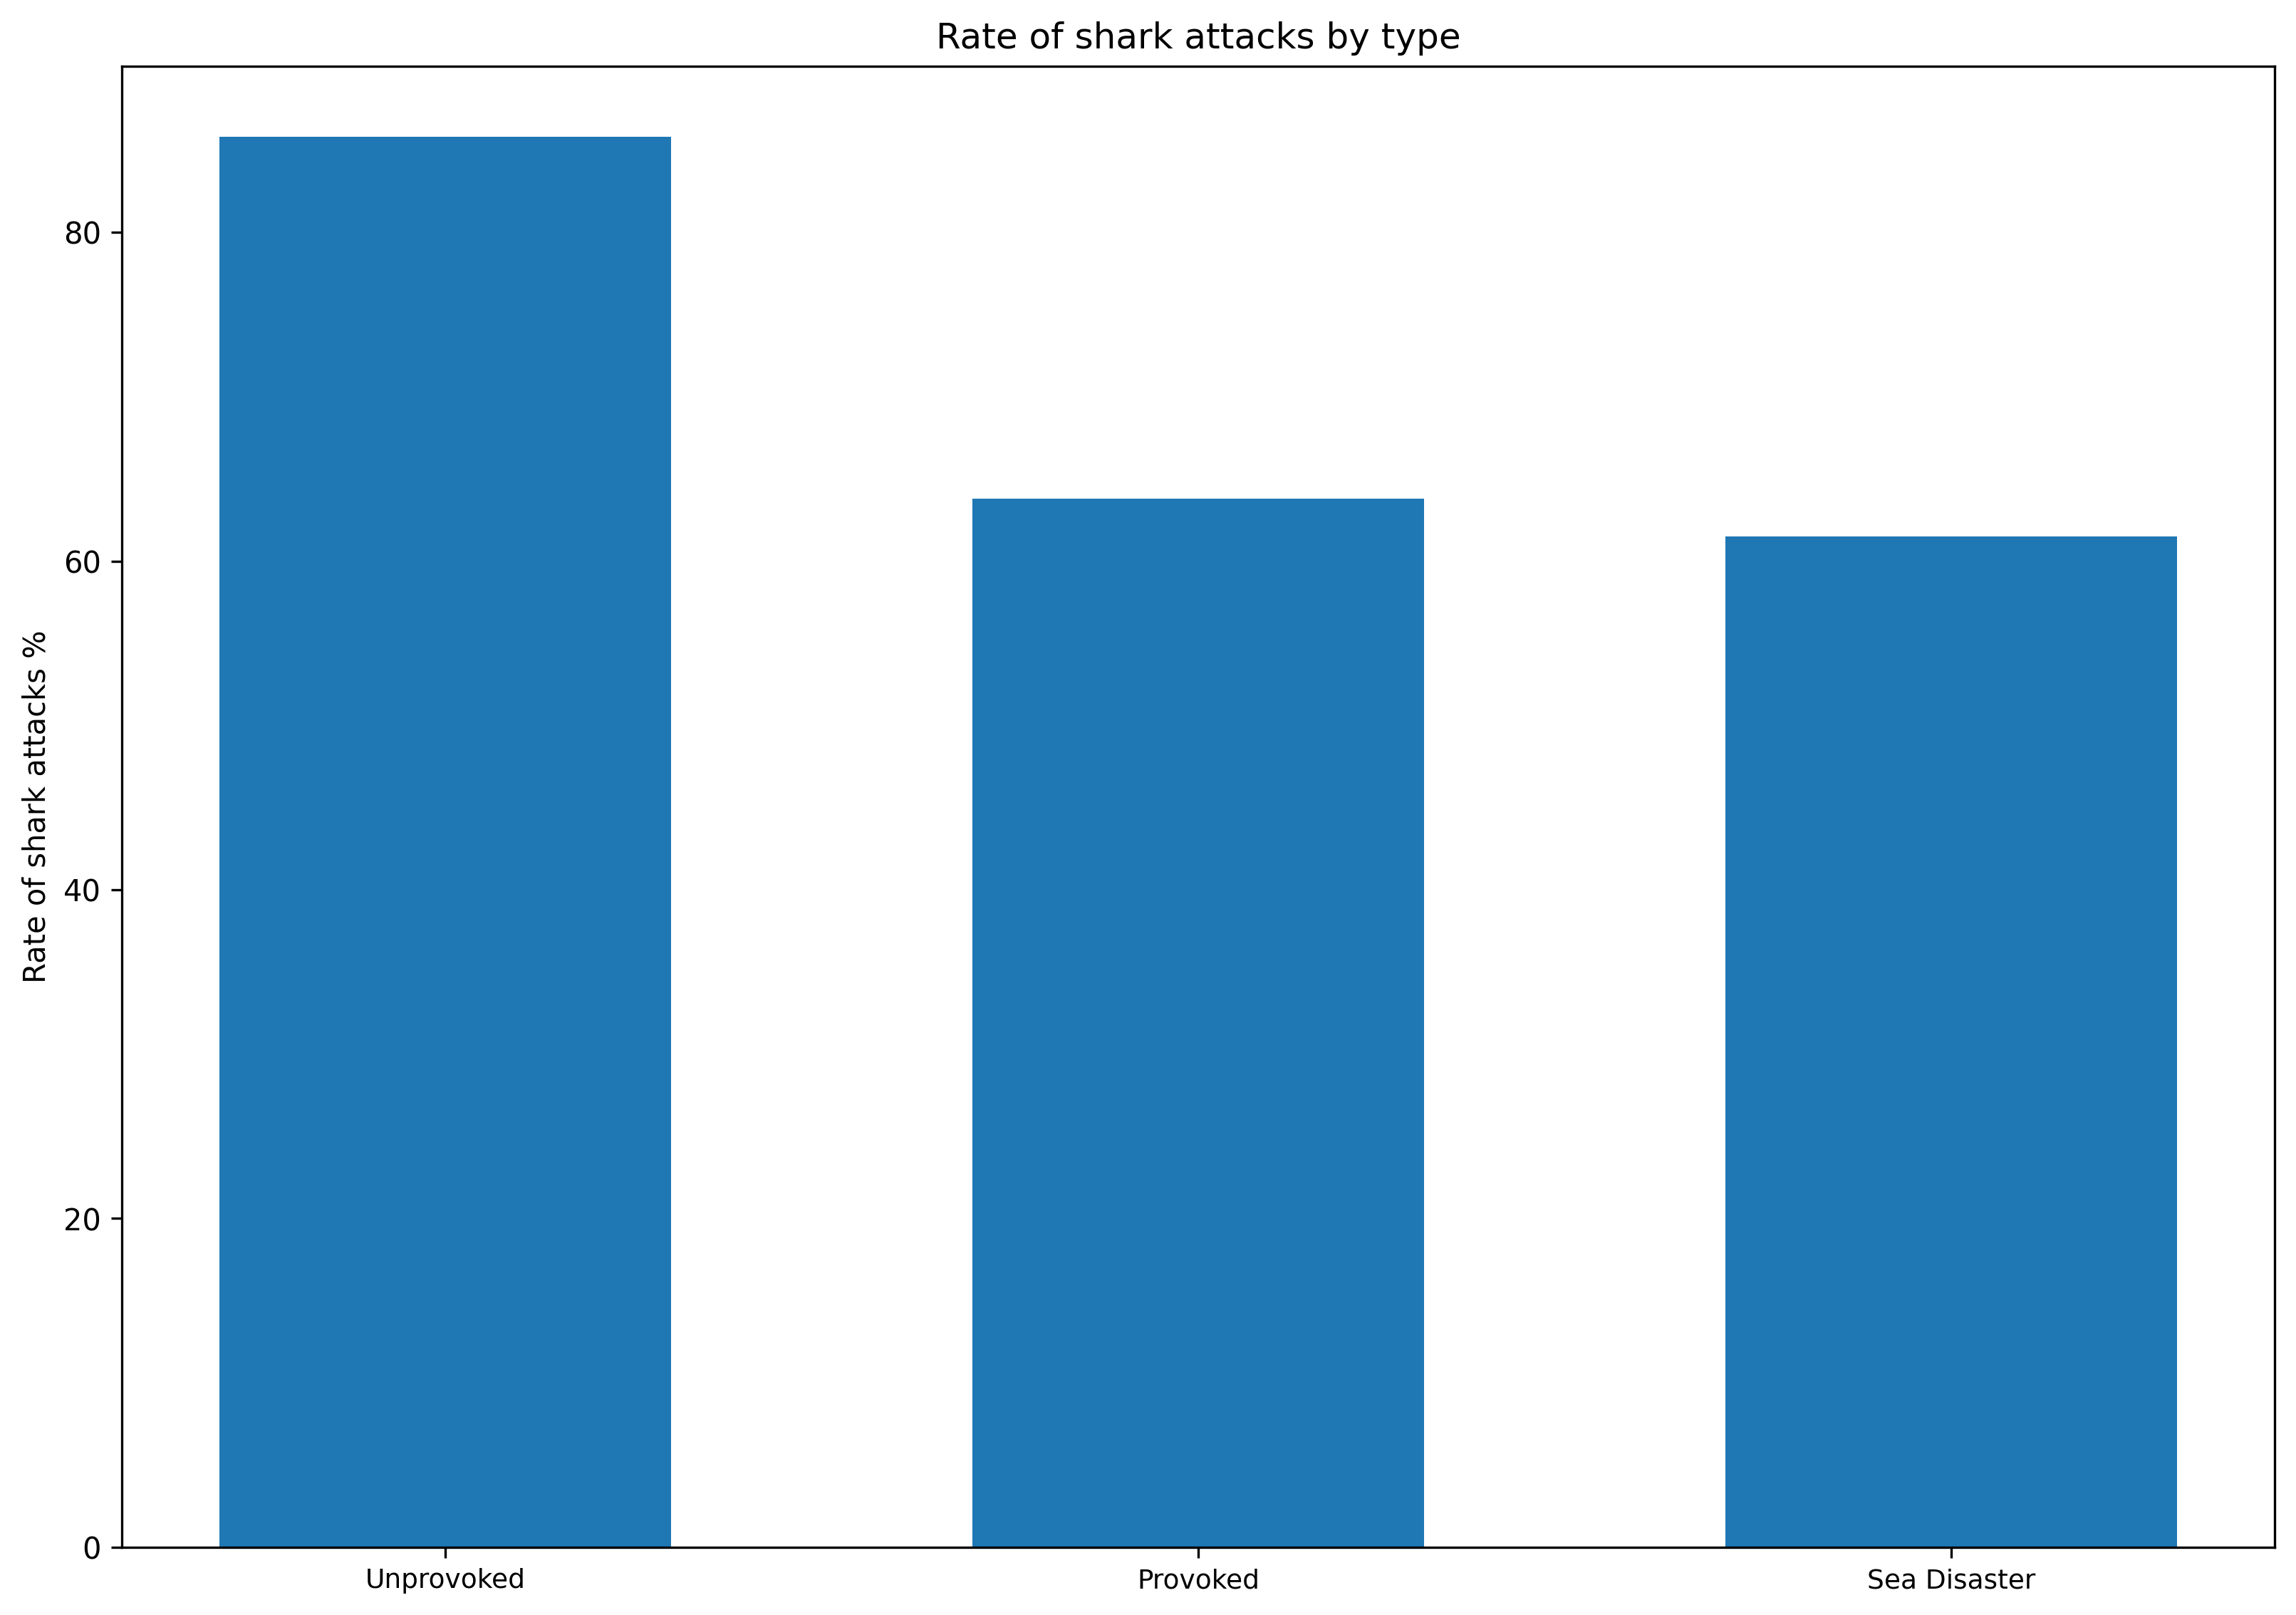 Rate of shark attacks by type
Rate of shark attacks %
80
60
40
20
0
Unprovoked
Provoked
Sea Disaster